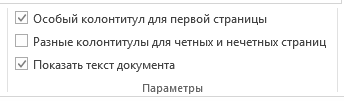 Особый колонтитул для первой страницы
Разные колонтитулы для четных и нечетных страниц
Показать текст документа
Параметры